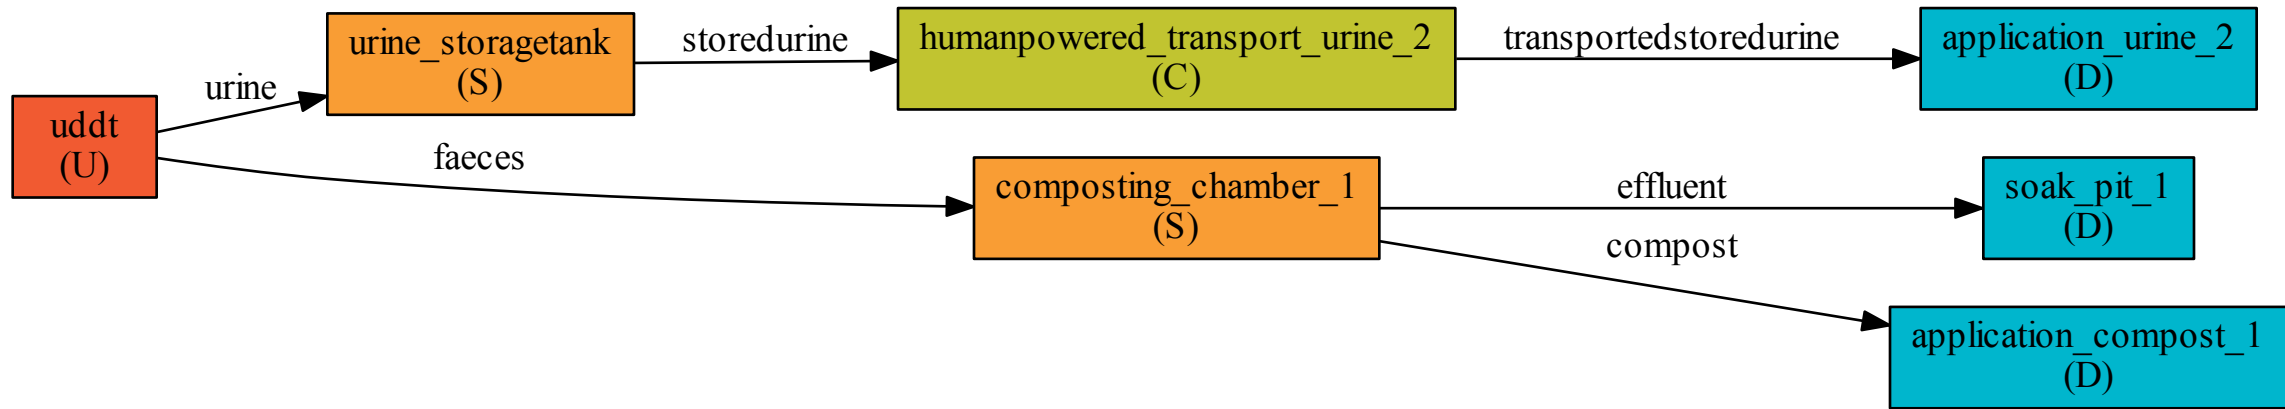 uddt
(U)
urine
urine_storagetank
(S)
storedurine
humanpowered_transport_urine_2
(C)
transportedstoredurine
application_urine_2
(D)
faeces
composting_chamber_1
(S)
effluent
soak_pit_1
(D)
compost
application_compost_1
(D)